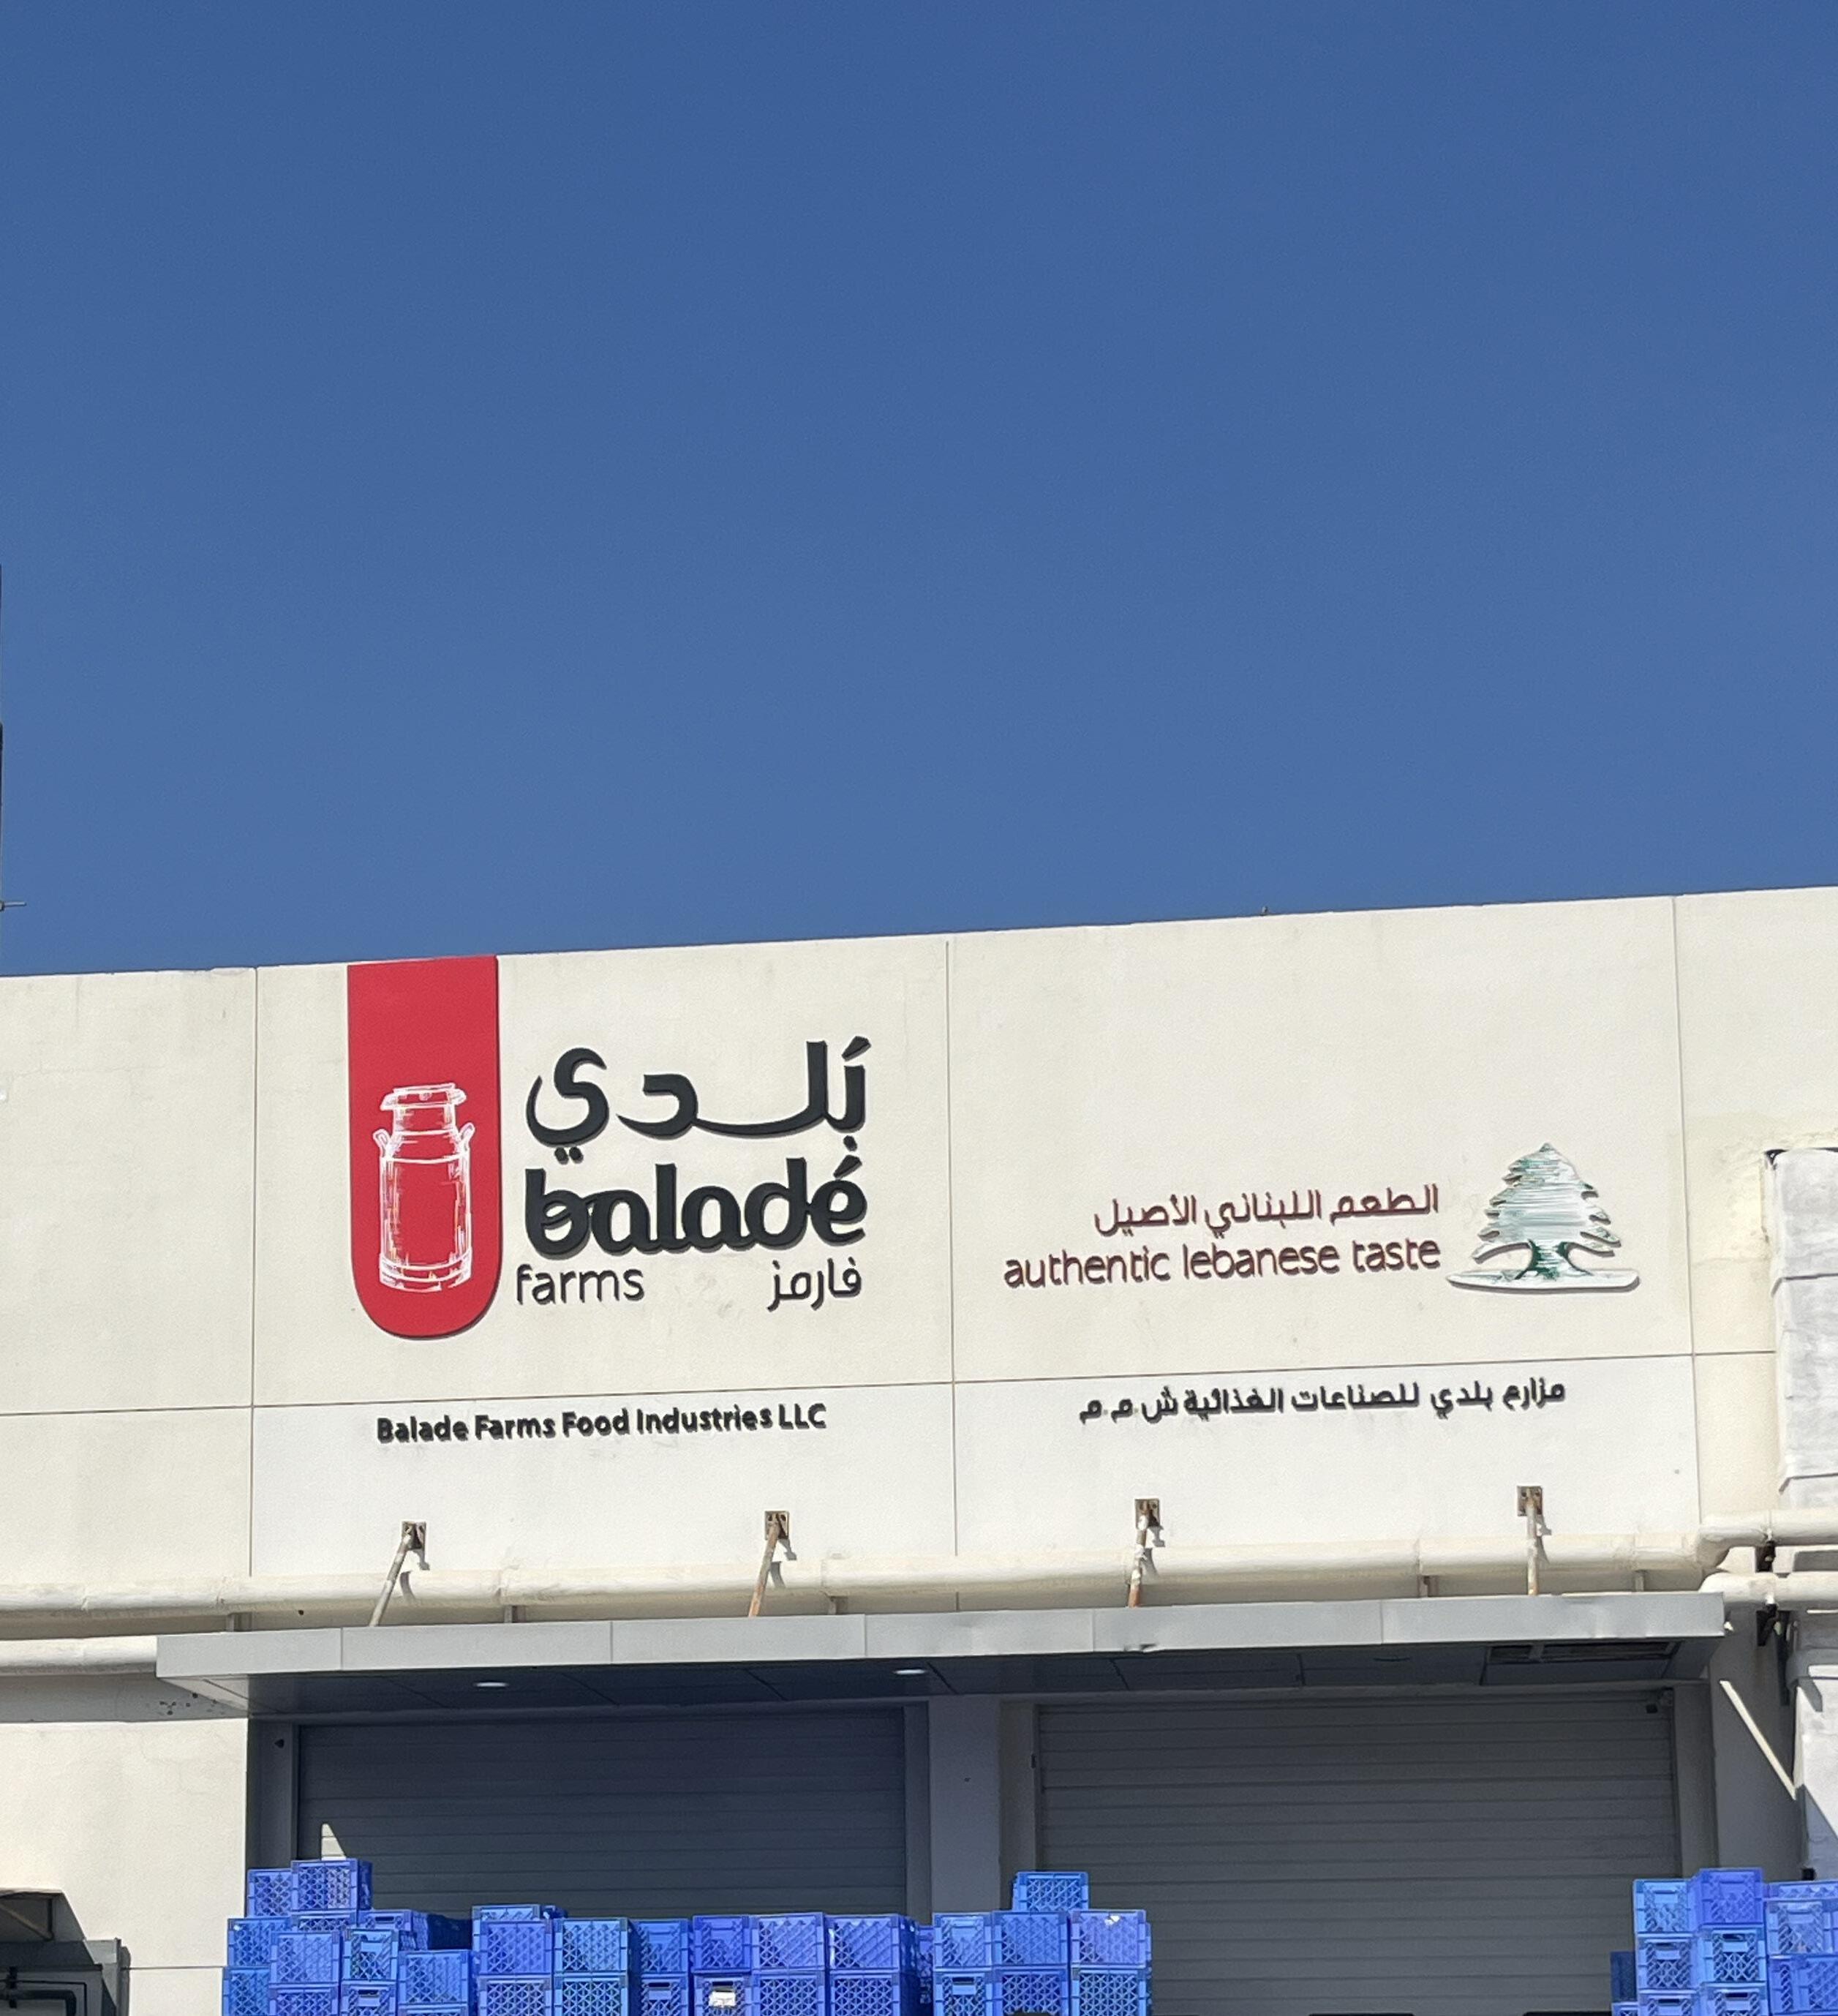 بَلدي
baladé
farms فارمز
الطعم اللبناني الأصيل
authentic lebanese taste
Balade Farms Food Industries LLC
مزارع بلدي للصناعات الغذائية ش م م